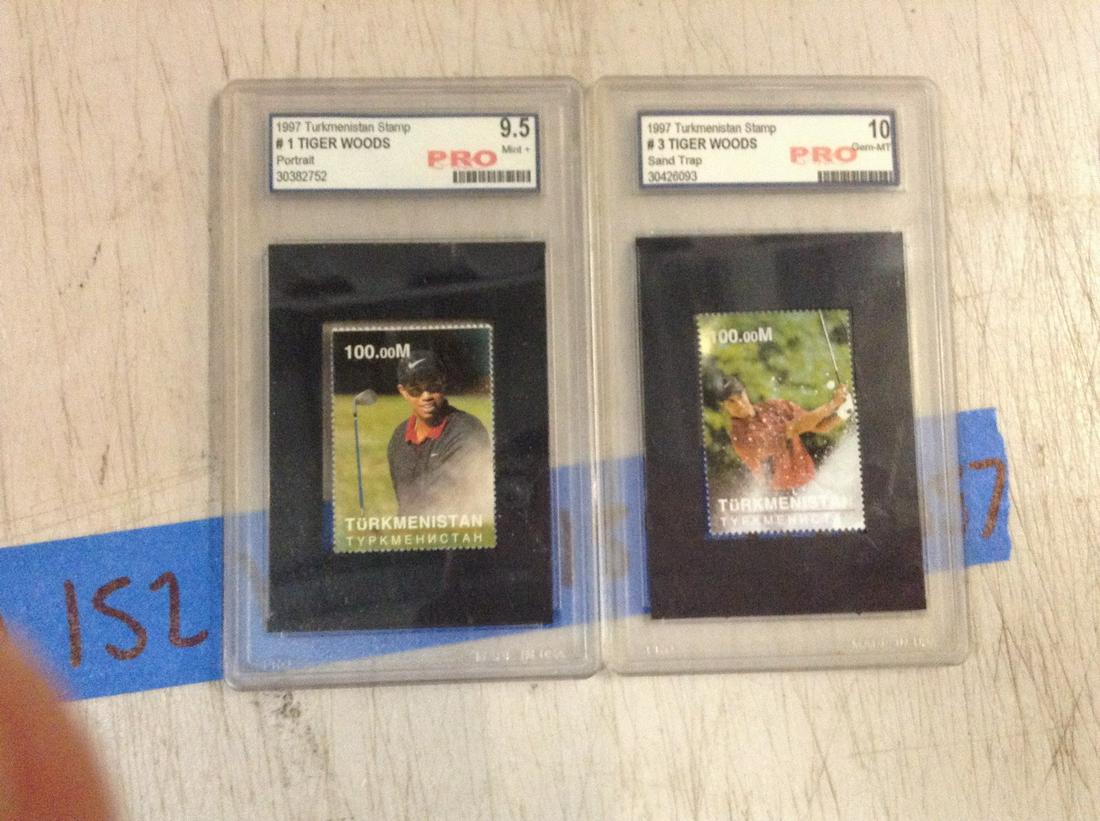 1997 Turkmenistan Stamp 9.5
# 1 TIGER WOODS Mint +
Portrait PRO
30382752
100.00M
TüRKMENISTAN
ТУРКМЕНИСТАН
1997 Turkmenistan Stamp 10
# 3 TIGER WOODS Gem-MT
Sand Trap PRO
30426093
100.00M
TüRKMENISTAN
ТУРКМЕНИСТАН
152